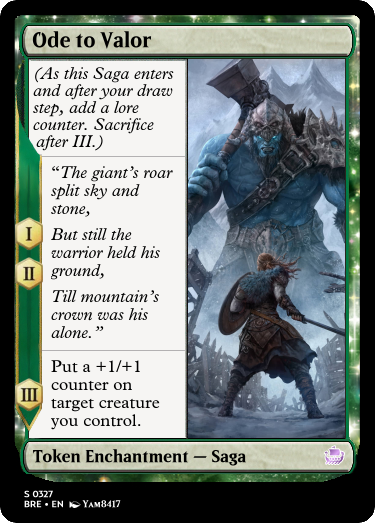 Ode to Valor
(As this Saga enters
and after your draw
step, add a lore
counter. Sacrifice
after III.)
“The giant's roar
split sky and
stone,
I
But still the
warrior held his
ground,
II
Till mountain's
crown was his
alone.”
III
Put a +1/+1
counter on
target creature
you control.
Token Enchantment — Saga
S 0327
BRE • EN Yam8417